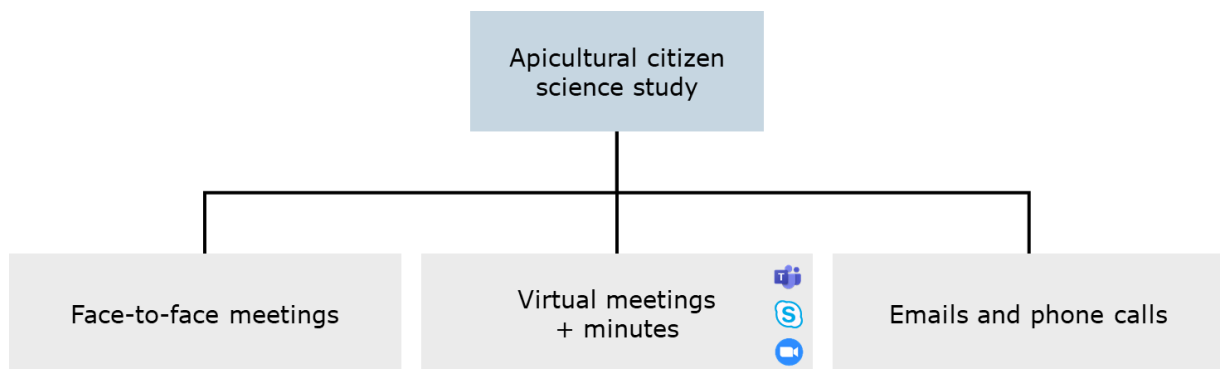 Apicultural citizen
science study
Face-to-face meetings
Virtual meetings
+ minutes
T
S
Emails and phone calls